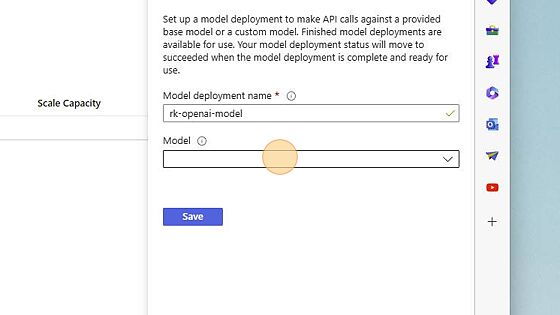 Set up a model deployment to make API calls against a provided
base model or a custom model. Finished model deployments are
available for use. Your model deployment status will move to
succeeded when the model deployment is complete and ready for
use.
Scale Capacity
Model deployment name *
rk-openai-model
Model
Save